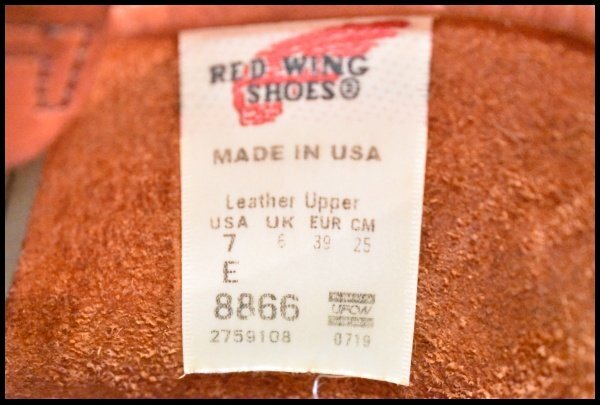 RED WING
SHOES®
MADE IN USA
Leather Upper
USA UK EUR CM
7 6 39 25
E
8866 UFCW
2759108 0719